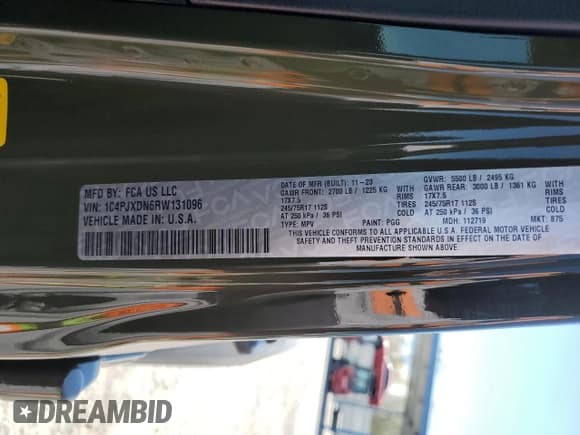 MFD BY: FCA US LLC
VIN: 1C4PJXDN6RW131096
VEHICLE MADE IN: U.S.A.
DATE OF MFR (BUILT): 11-23
GVWR: 5500 LB / 2495 KG
GAWR FRONT: 2700 LB / 1225 KG
WITH
GAWR REAR: 3000 LB / 1361 KG
WITH
17X7.5
RIMS
17X7.5
RIMS
245/75R17 112S
TIRES
245/75R17 112S
TIRES
AT 250 kPa / 36 PSI
COLD
AT 250 kPa / 36 PSI
COLD
TYPE: MPV
PAINT: PGG
MDH: 112719
MKT: 875
THIS VEHICLE CONFORMS TO ALL APPLICABLE U.S.A. FEDERAL MOTOR VEHICLE
SAFETY AND THEFT PREVENTION STANDARDS IN EFFECT ON THE DATE OF
MANUFACTURE SHOWN ABOVE.
DREAMBID